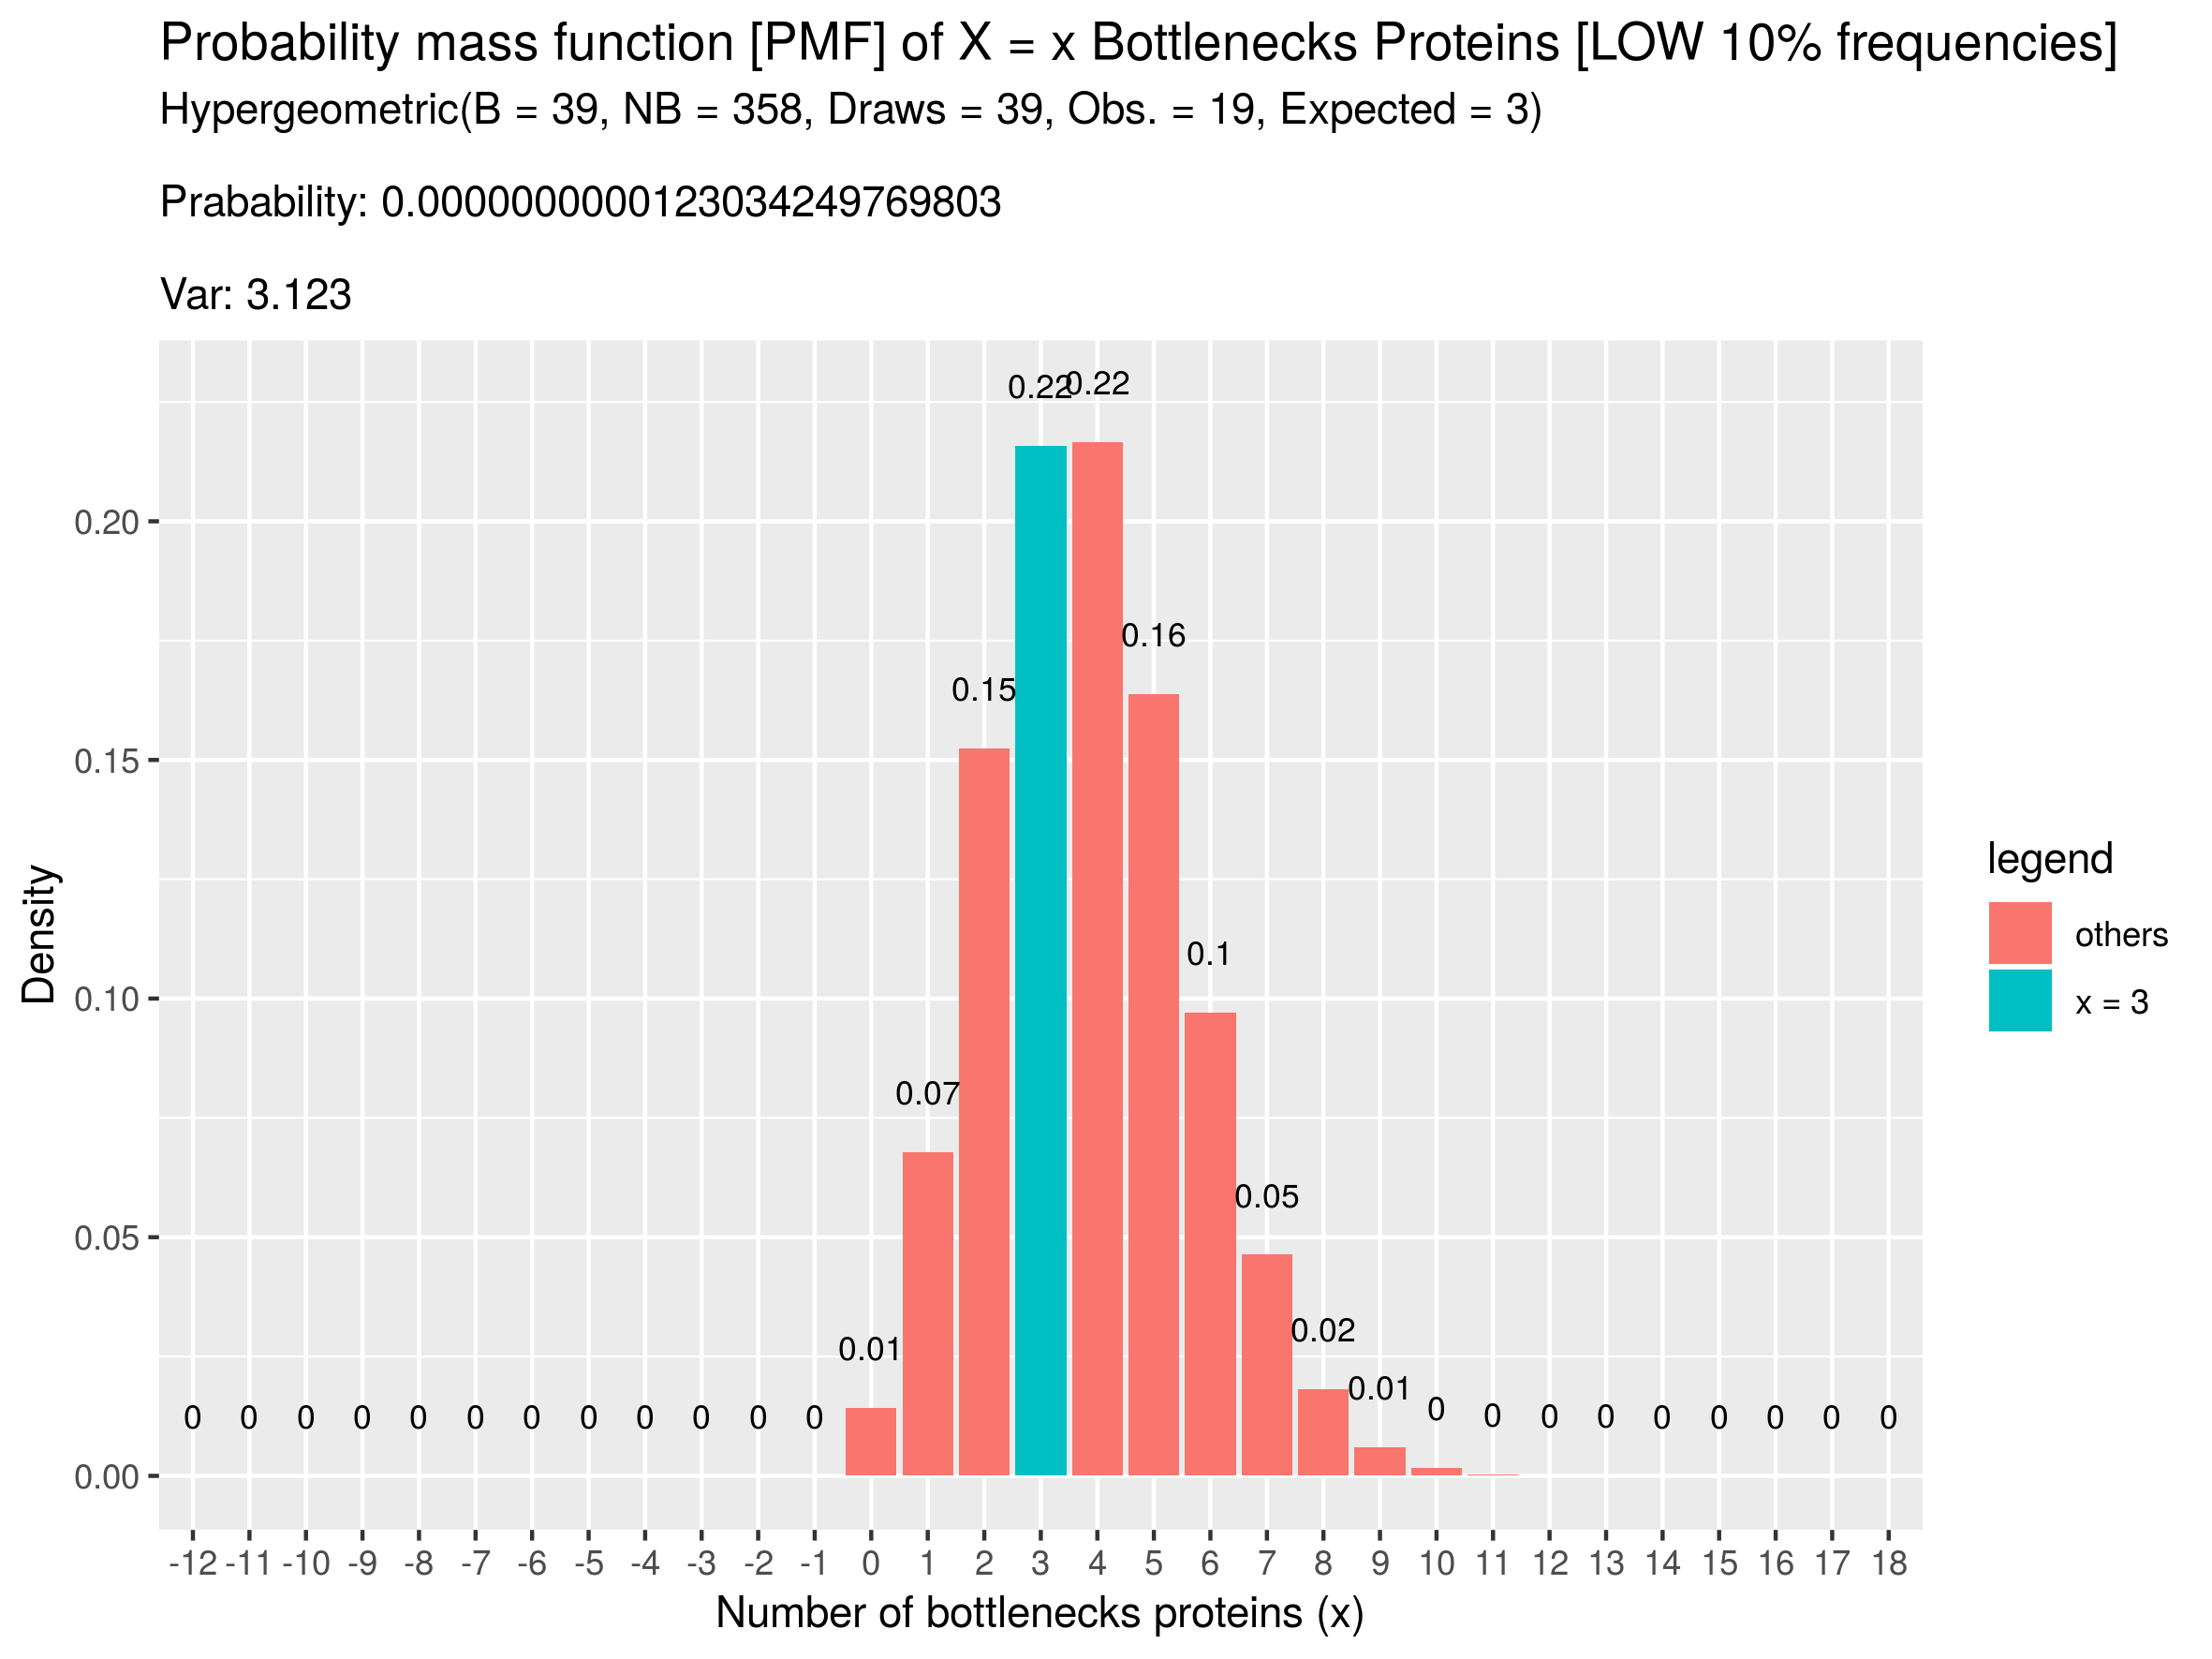 Probability mass function [PMF] of X = x Bottlenecks Proteins [LOW 10% frequencies]
Hypergeometric(B = 39, NB = 358, Draws = 39, Obs. = 19, Expected = 3)
Prabability: 0.0000000000123034249769803
Var: 3.123
0.22 0.22
0.20
0.16
0.15
0.15
0.10
0.1
0.07
0.05
0.05
0.02
0.01
0.01
0 0 0 0 0 0 0 0 0 0 0 0 0 0 0 0 0 0 0 0 0
0.00
Density
-12 -11 -10 -9 -8 -7 -6 -5 -4 -3 -2 -1 0 1 2 3 4 5 6 7 8 9 10 11 12 13 14 15 16 17 18
Number of bottlenecks proteins (x)
legend
others
x = 3